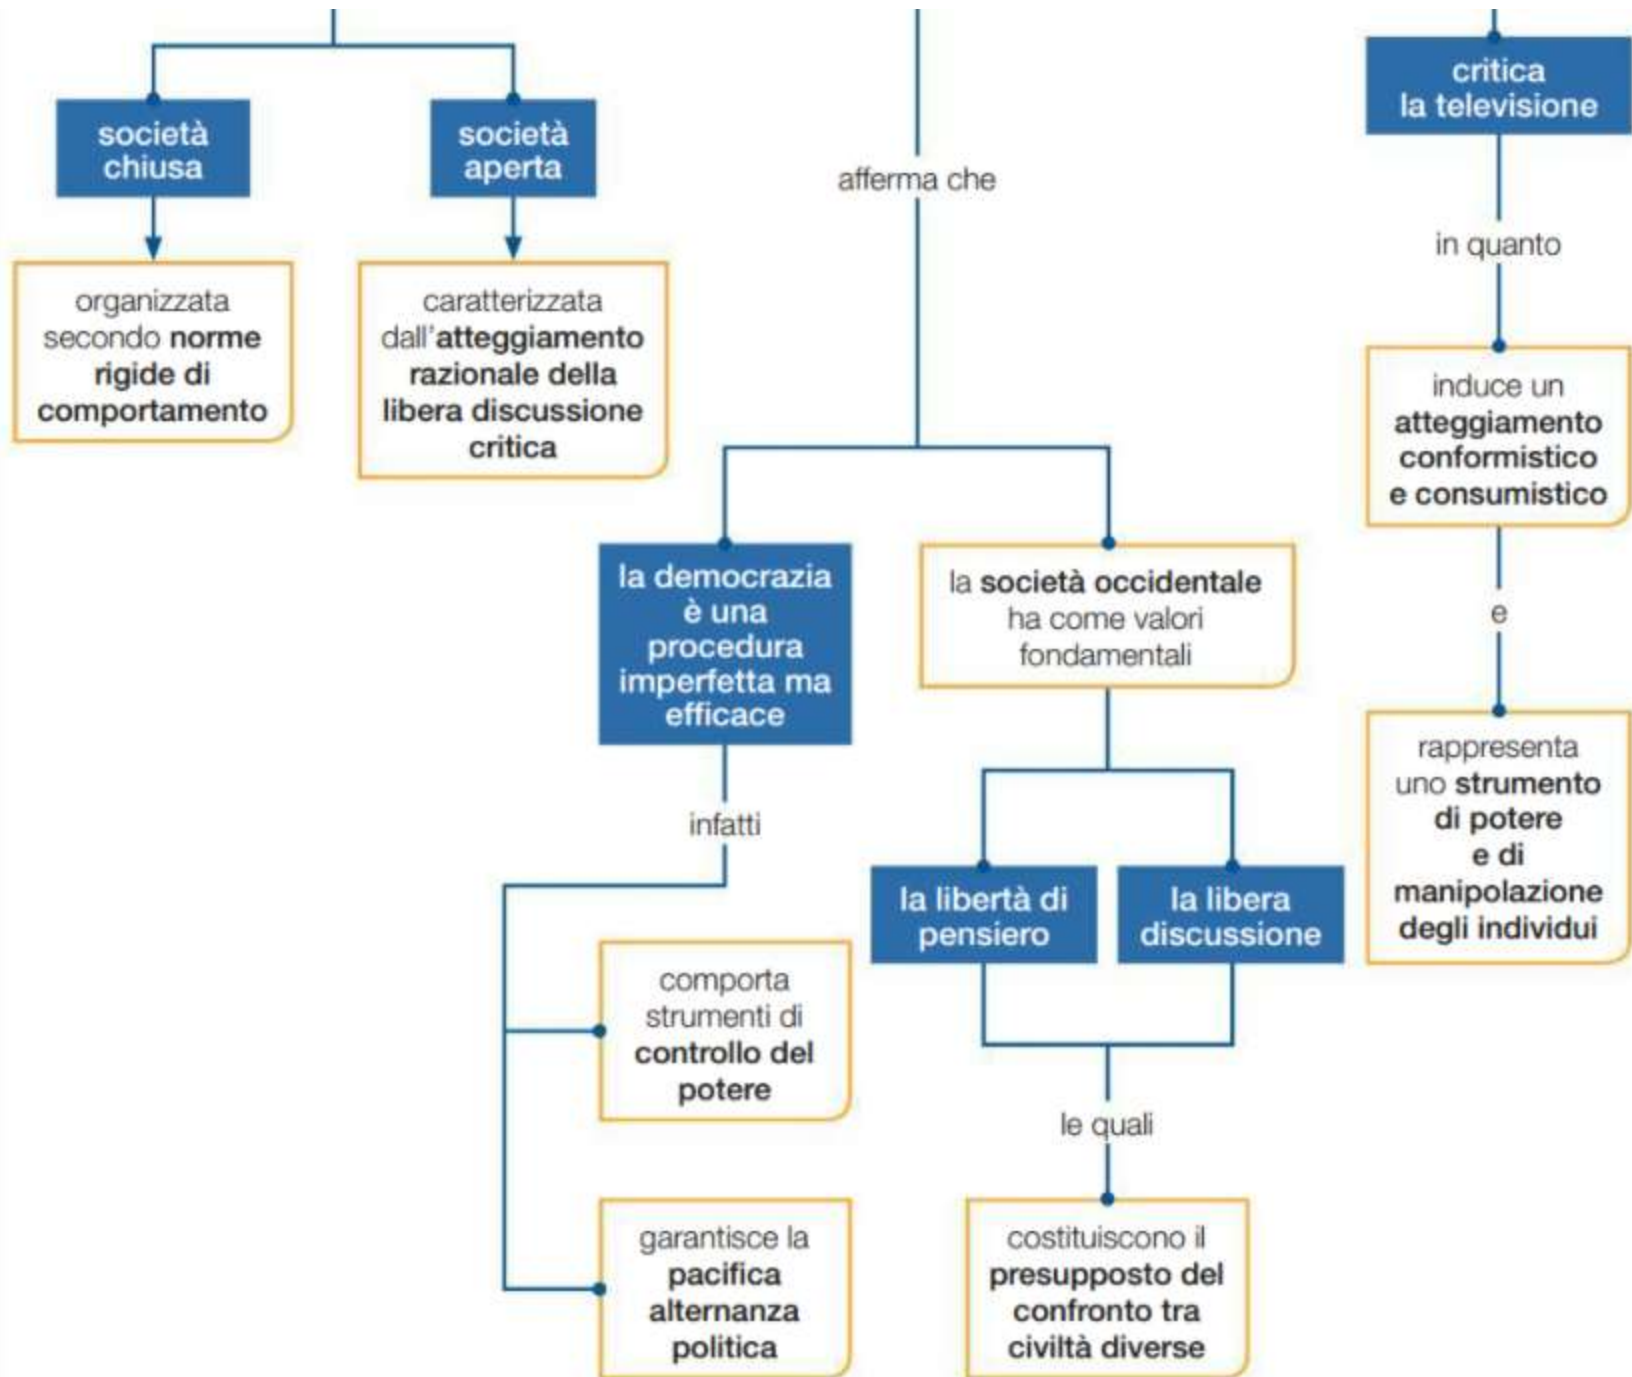 società
chiusa
organizzata
secondo norme
rigide di
comportamento
società
aperta
caratterizzata
dall'atteggiamento
razionale della
libera discussione
critica
afferma che
la democrazia
è una
procedura
imperfetta ma
efficace
infatti
comporta
strumenti di
controllo del
potere
garantisce la
pacifica
alternanza
politica
la società occidentale
ha come valori
fondamentali
la libertà di
pensiero
la libera
discussione
le quali
costituiscono il
presupposto del
confronto tra
civiltà diverse
critica
la televisione
in quanto
induce un
atteggiamento
conformistico
e consumistico
e
rappresenta
uno strumento
di potere
e di
manipolazione
degli individui